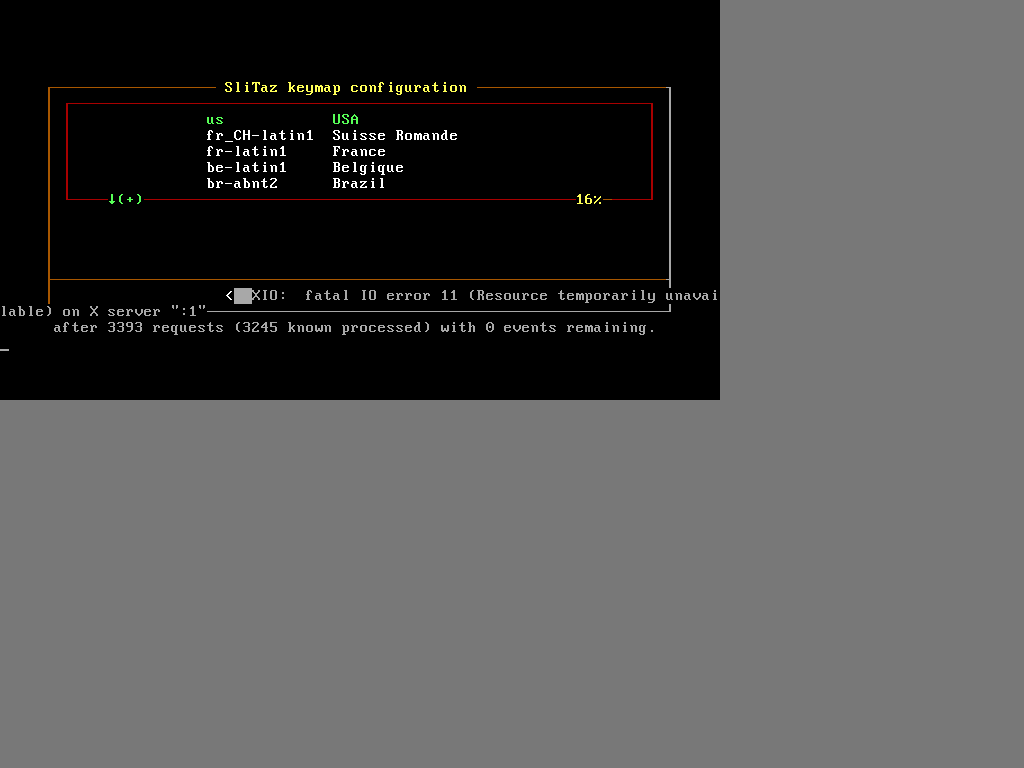 SliTaz keymap configuration
us USA
fr_CH-latin1 Suisse Romande
fr-latin1 France
be-latin1 Belgique
br-abnt2 Brazil
↓(+) 16%
< XIO:  fatal IO error 11 (Resource temporarily unavai
lable) on X server ":1"
after 3393 requests (3245 known processed) with 0 events remaining.